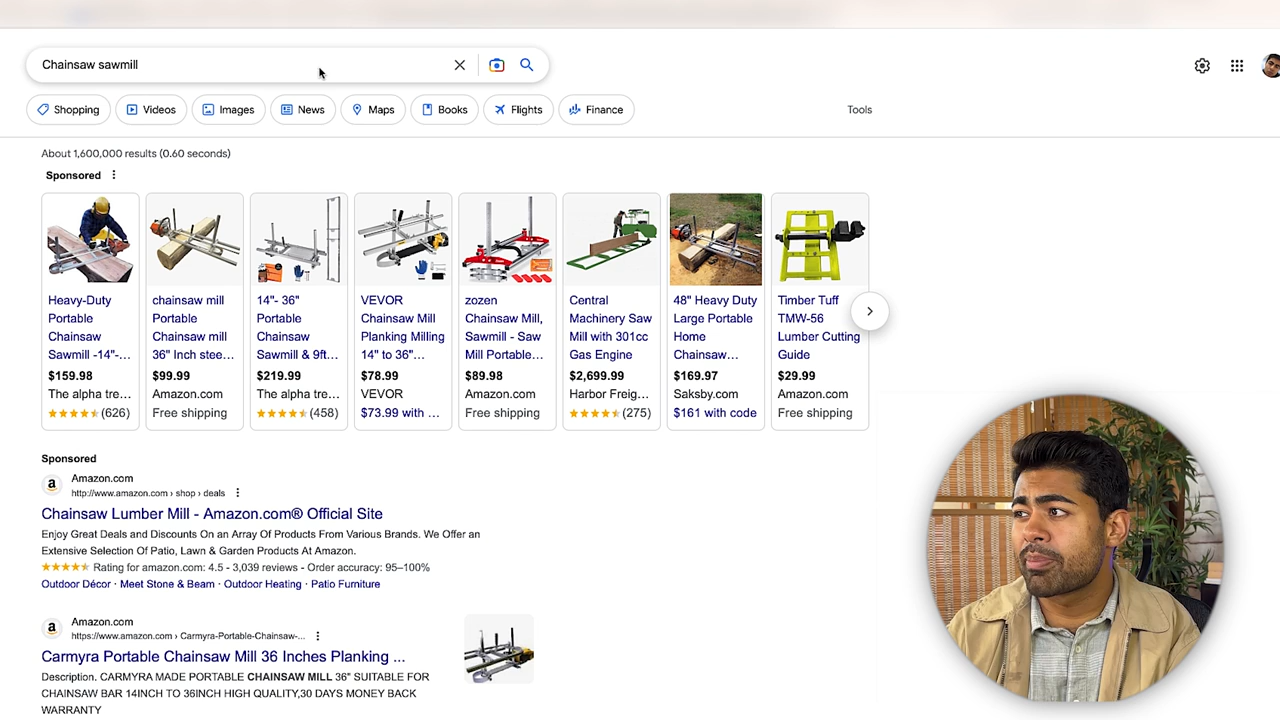 Chainsaw sawmill
Shopping
Videos
Images
News
Maps
Books
Flights
Finance
Tools
About 1,600,000 results (0.60 seconds)
Sponsored
Heavy-Duty
Portable
Chainsaw
Sawmill -14"-...
$159.98
The alpha tre...
(626)
chainsaw mill
Portable
Chainsaw mill
36" Inch stee...
$99.99
Amazon.com
Free shipping
14"- 36"
Portable
Chainsaw
Sawmill & 9ft...
$219.99
The alpha tre...
(458)
VEVOR
Chainsaw Mill
Planking Milling
14" to 36"...
$78.99
VEVOR
$73.99 with ...
zozen
Chainsaw Mill,
Sawmill - Saw
Mill Portable...
$89.98
Amazon.com
Free shipping
Central
Machinery Saw
Mill with 301cc
Gas Engine
$2,699.99
Harbor Freig...
(275)
48" Heavy Duty
Large Portable
Home
Chainsaw...
$169.97
Saksby.com
$161 with code
Timber Tuff
TMW-56
Lumber Cutting
Guide
$29.99
Amazon.com
Free shipping
Sponsored
a
Amazon.com
http://www.amazon.com › shop › deals
Chainsaw Lumber Mill - Amazon.com® Official Site
Enjoy Great Deals and Discounts On an Array Of Products From Various Brands. We Offer an
Extensive Selection Of Patio, Lawn & Garden Products At Amazon.
Rating for amazon.com: 4.5 - 3,039 reviews - Order accuracy: 95–100%
Outdoor Décor · Meet Stone & Beam · Outdoor Heating · Patio Furniture
a
Amazon.com
https://www.amazon.com › Carmyra-Portable-Chainsaw-...
Carmyra Portable Chainsaw Mill 36 Inches Planking ...
Description. CARMYRA MADE PORTABLE CHAINSAW MILL 36" SUITABLE FOR
CHAINSAW BAR 14INCH TO 36INCH HIGH QUALITY,30 DAYS MONEY BACK
WARRANTY